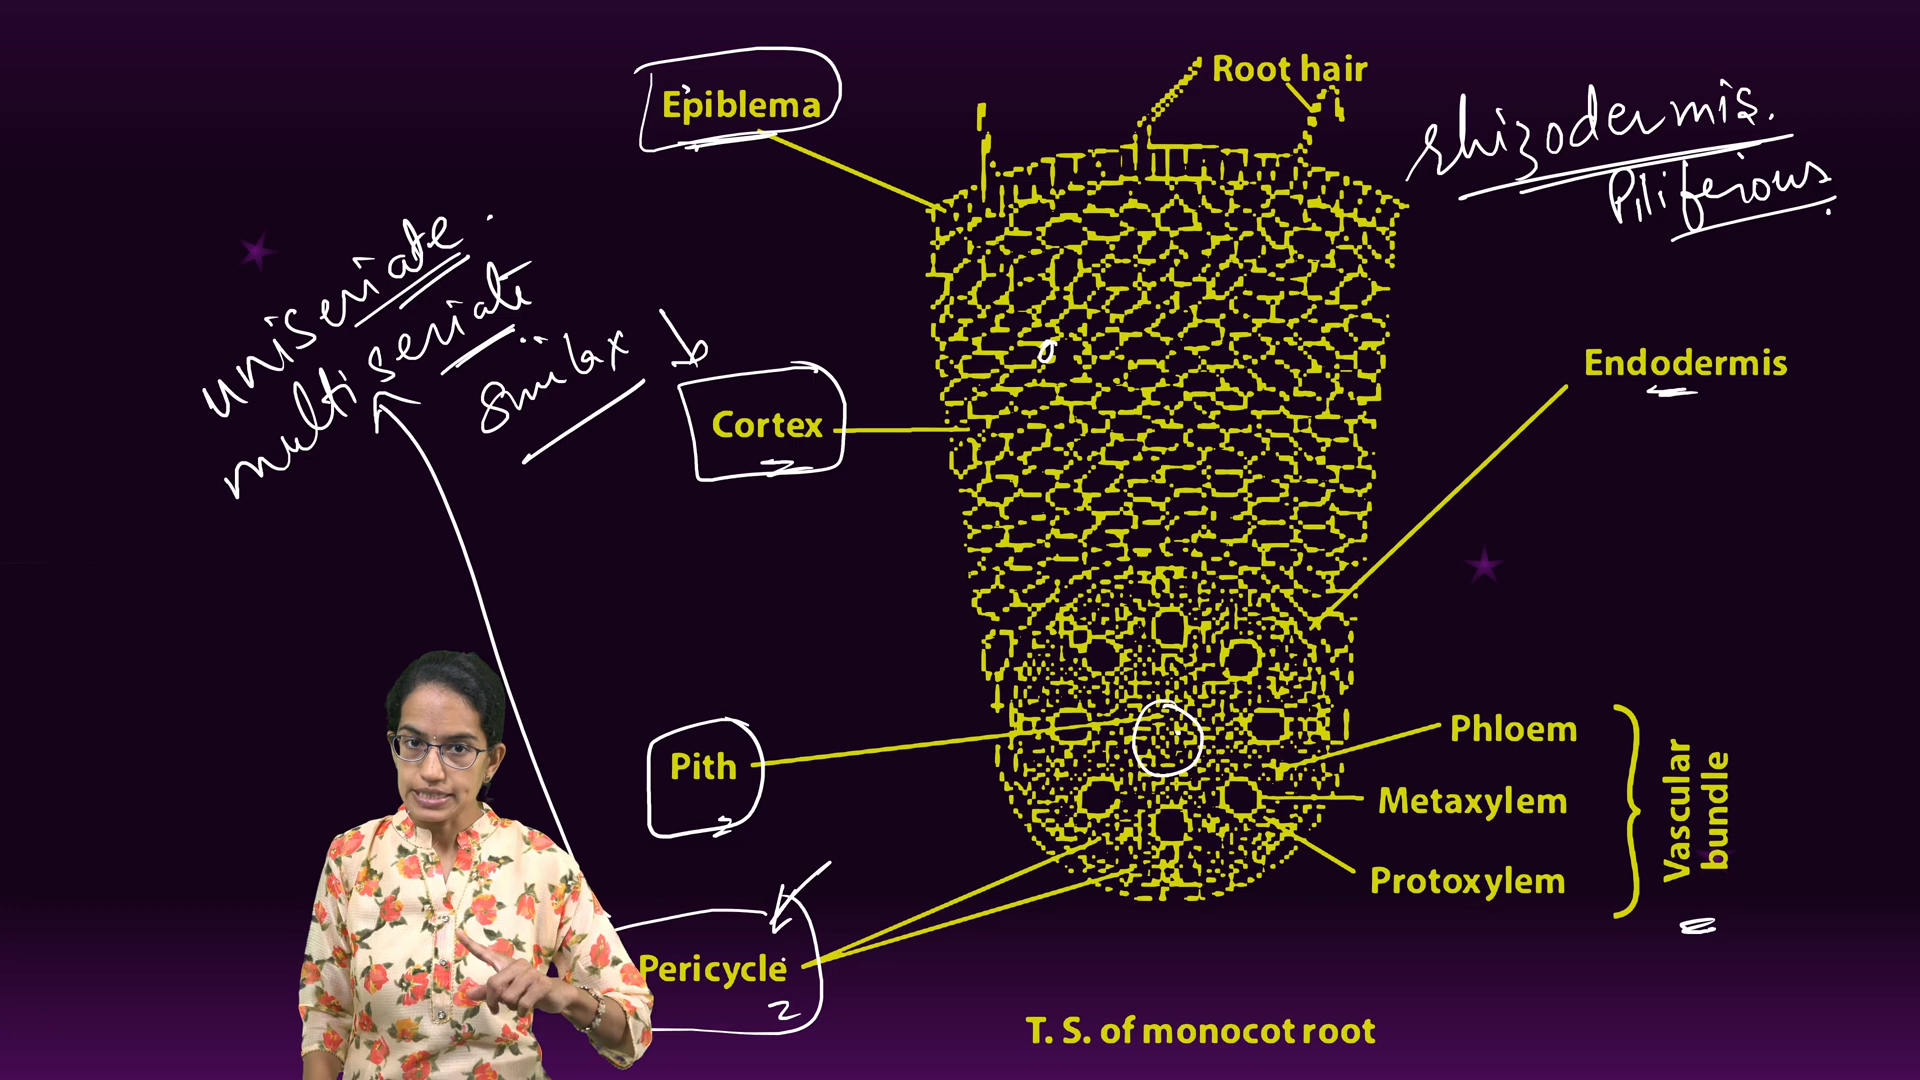 Root hair
Epiblema
rhizodermis.
Piliferous
uniseriate
multiseriate
Smilax
Endodermis
Cortex
Phloem
Pith
Metaxylem
Vascular
bundle
Protoxylem
Pericycle
T. S. of monocot root